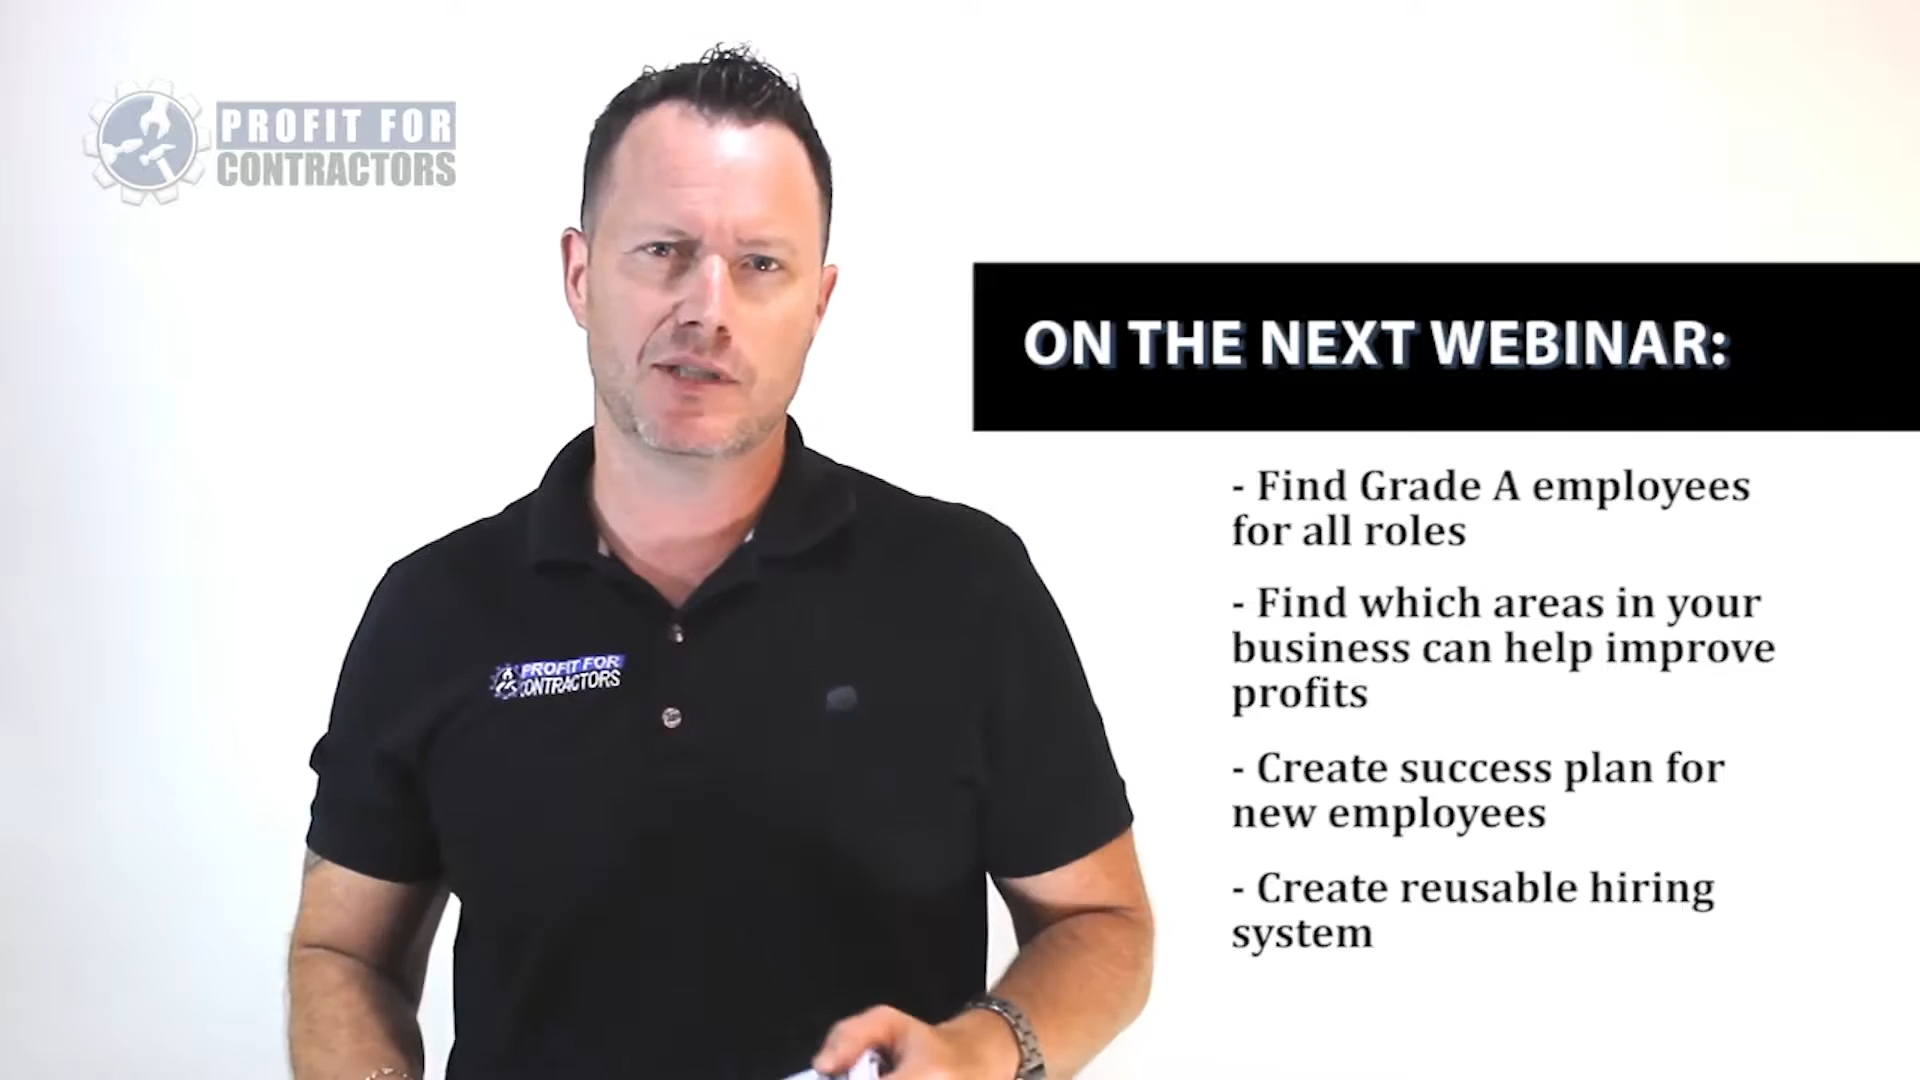 PROFIT FOR
CONTRACTORS
ON THE NEXT WEBINAR:
- Find Grade A employees
for all roles
- Find which areas in your
business can help improve
profits
- Create success plan for
new employees
- Create reusable hiring
system
PROFIT FOR
CONTRACTORS